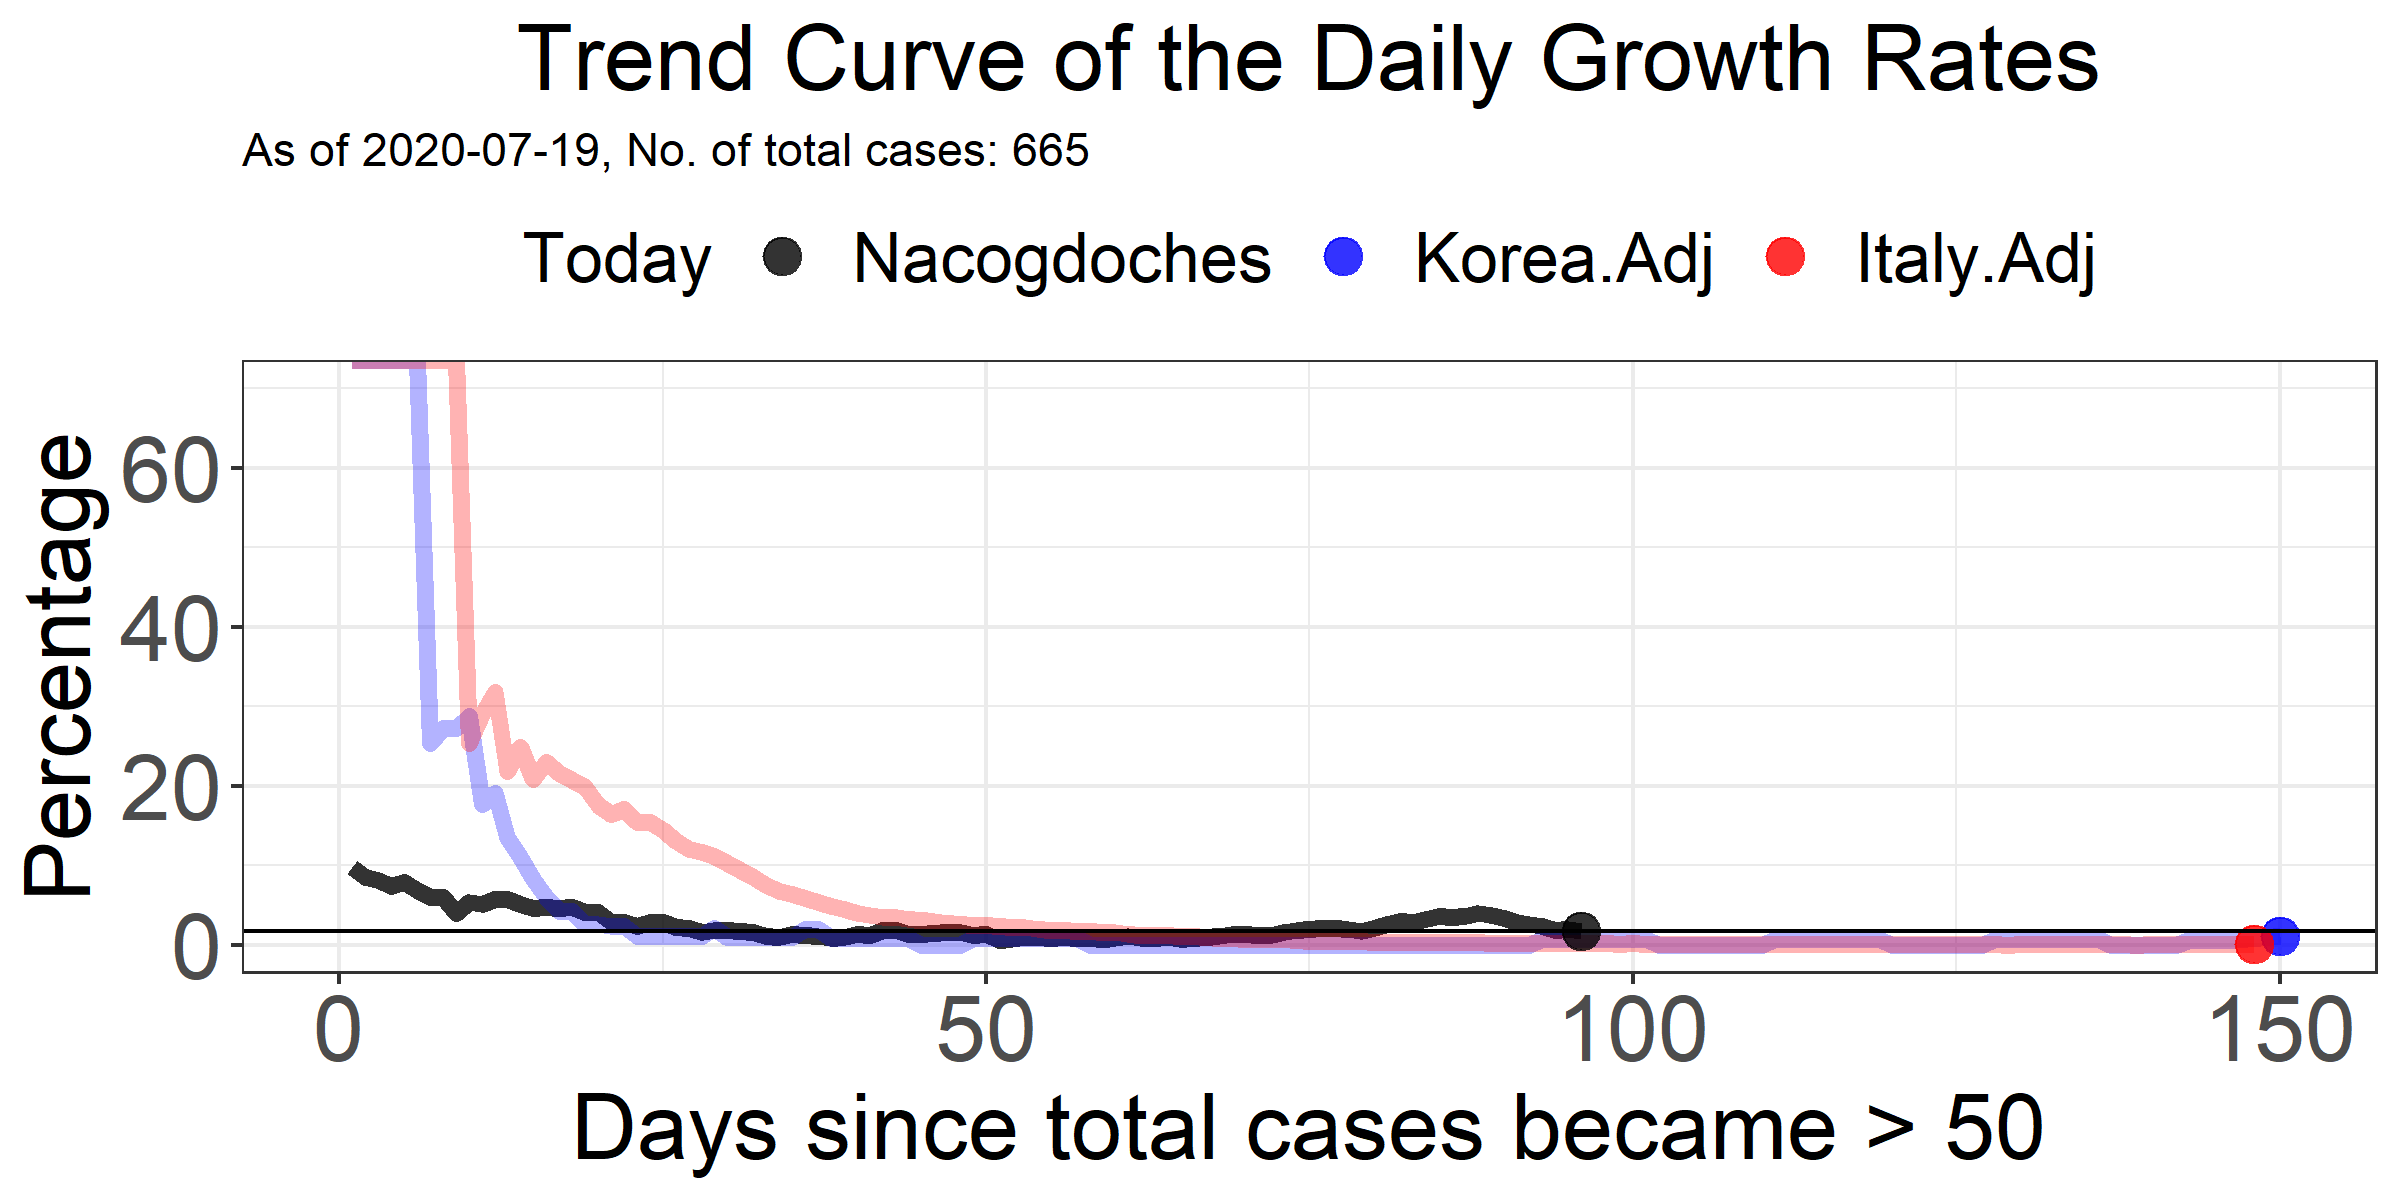 Trend Curve of the Daily Growth Rates
As of 2020-07-19, No. of total cases: 665
Today Nacogdoches Korea.Adj Italy.Adj
Percentage
60
40
20
0
0 50 100 150
Days since total cases became > 50